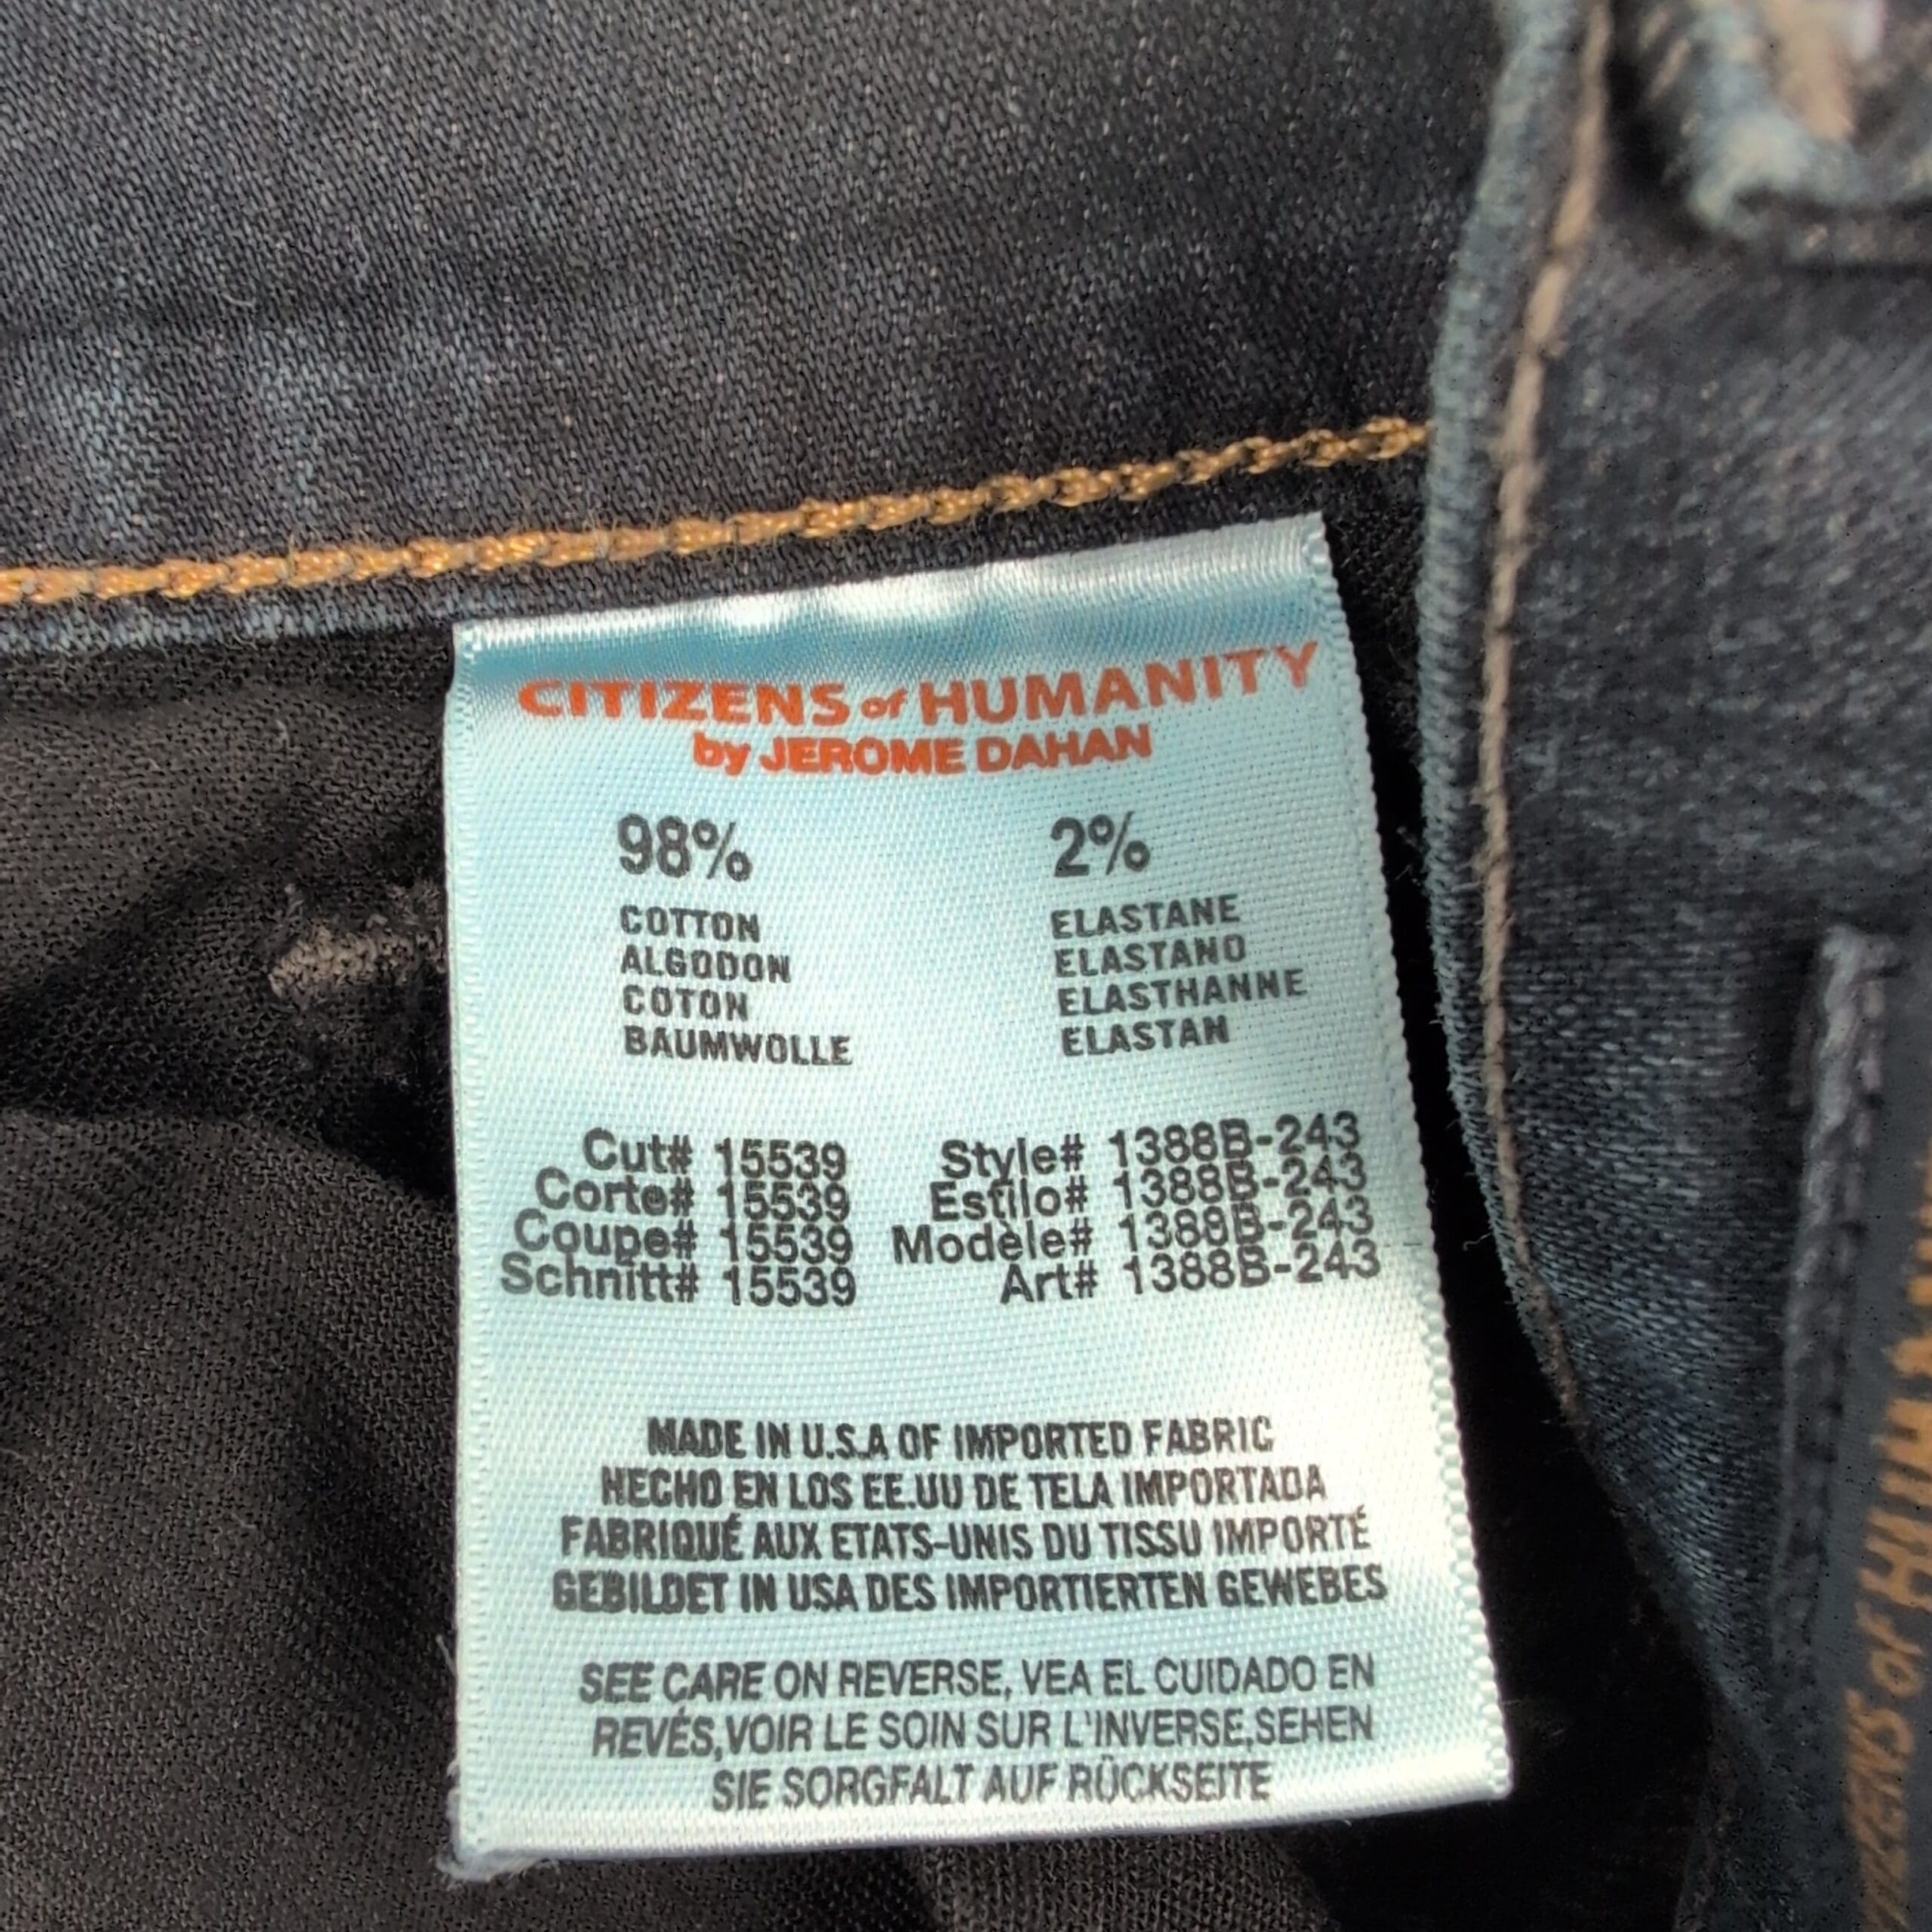 CITIZENS of HUMANITY
by JEROME DAHAN
98%
COTTON
ALGODON
COTON
BAUMWOLLE
2%
ELASTANE
ELASTANO
ELASTHANNE
ELASTAN
Cut# 15539
Corte# 15539
Coupe# 15539
Schnitt# 15539
Style# 1388B-243
Estilo# 1388B-243
Modèle# 1388B-243
Art# 1388B-243
MADE IN U.S.A OF IMPORTED FABRIC
HECHO EN LOS EE.UU DE TELA IMPORTADA
FABRIQUÉ AUX ETATS-UNIS DU TISSU IMPORTÉ
GEBILDET IN USA DES IMPORTIERTEN GEWEBES
SEE CARE ON REVERSE, VEA EL CUIDADO EN
REVÉS,VOIR LE SOIN SUR L'INVERSE,SEHEN
SIE SORGFALT AUF RÜCKSEITE
of